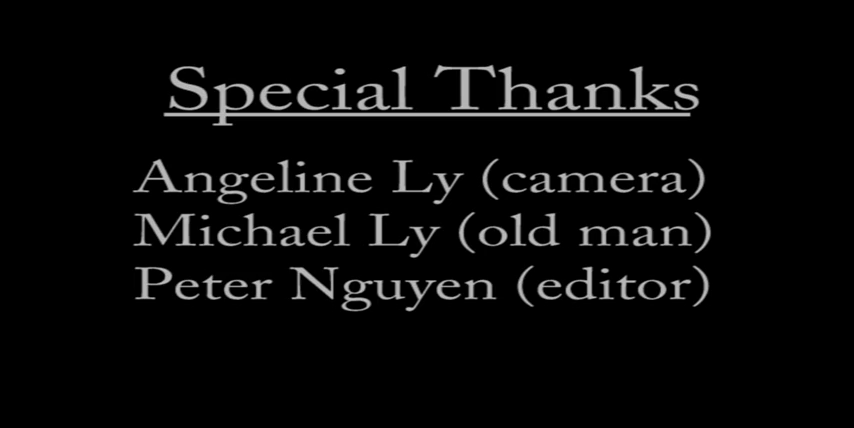 Special Thanks
Angeline Ly (camera)
Michael Ly (old man)
Peter Nguyen (editor)